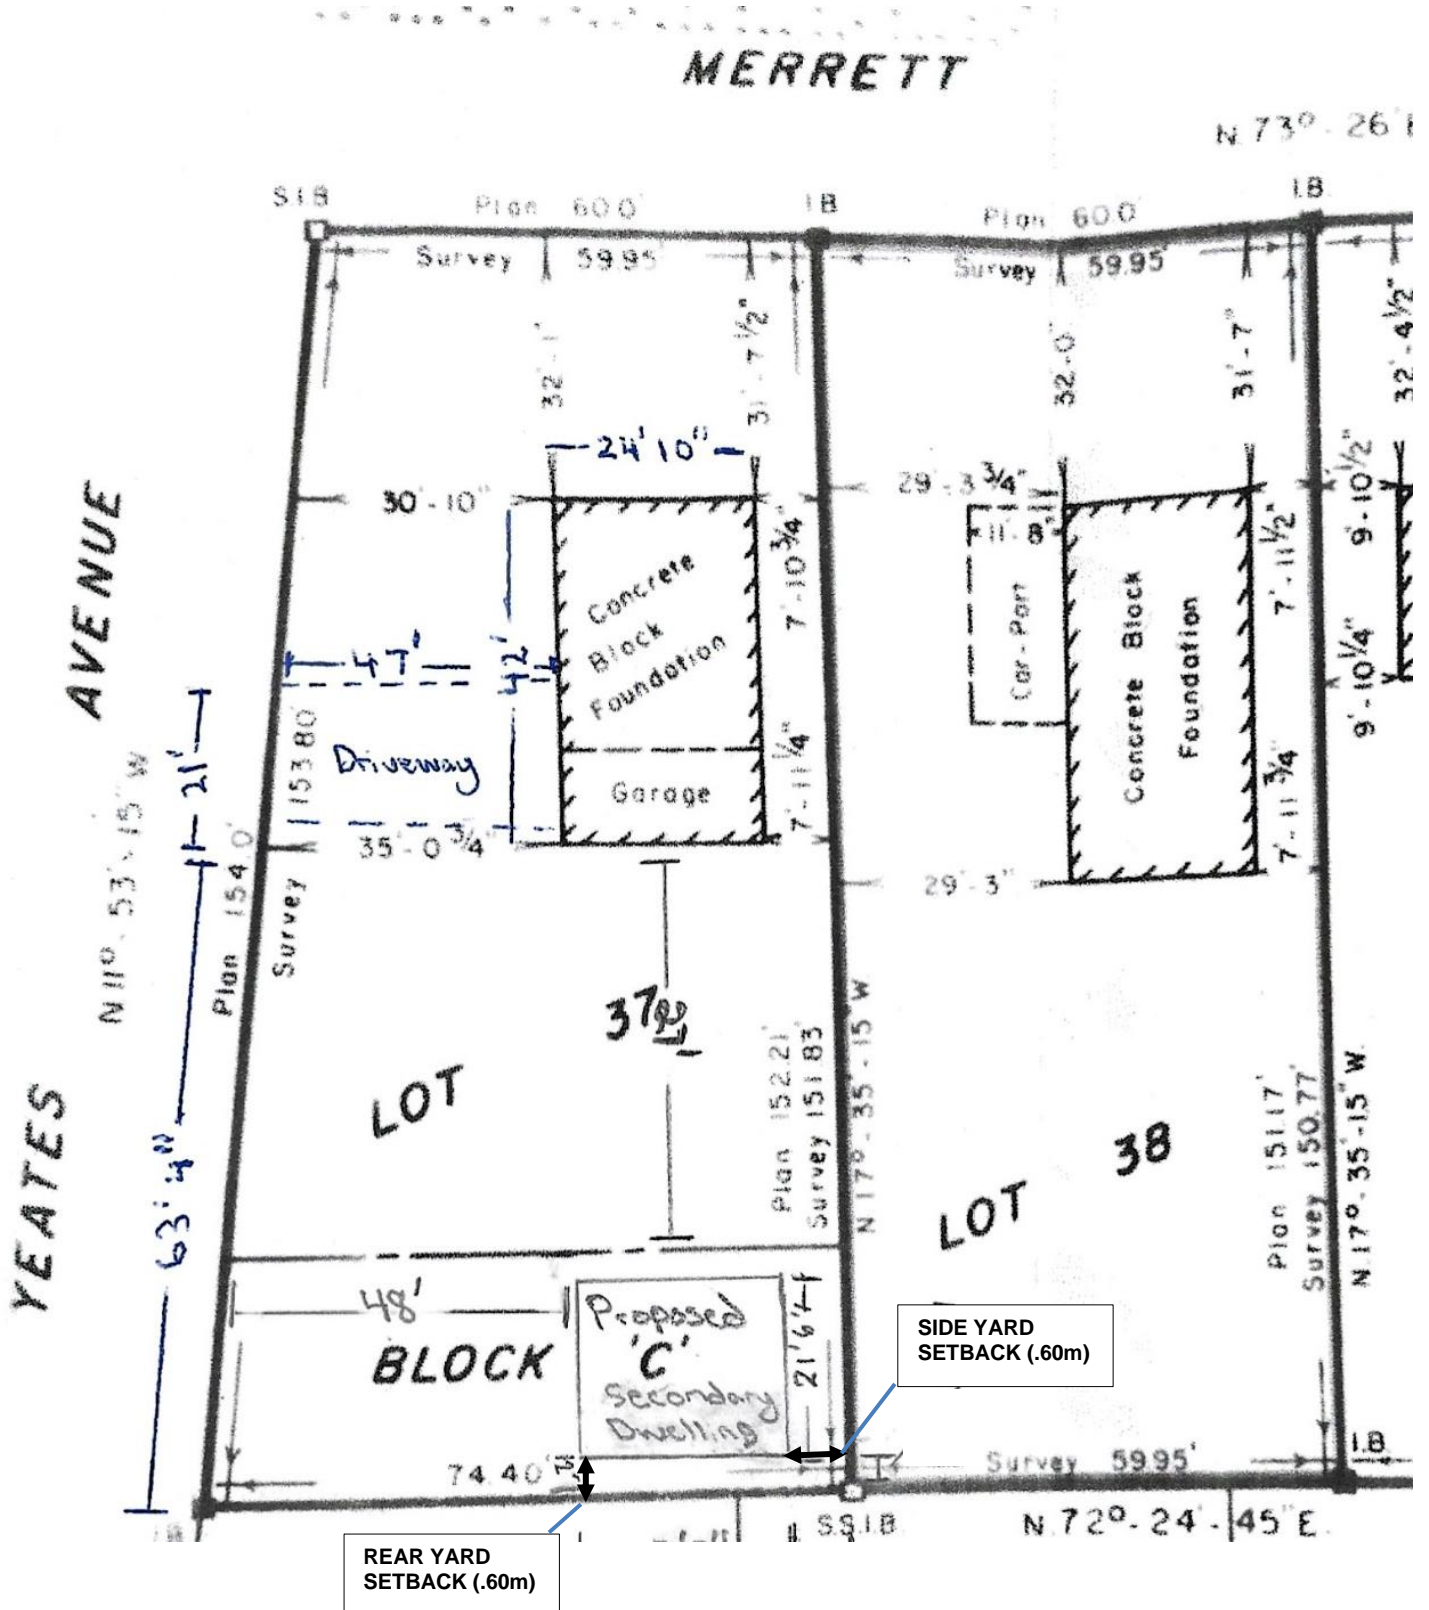 MERRETT
N. 73° - 26'
S.I.B
Plan 60.0'
I.B
Plan 60.0'
I.B.
Survey 59.95'
Survey 59.95'
32'-1'
31'-7 1/2"
32'-0"
31'-7"
32'-4 1/2"
24' 10"
30'-10"
29'-3 3/4"
11'-8"
Concrete
Block
Foundation
7'-10 3/4"
Car-Port
Concrete Block
Foundation
7'-11 1/2"
9'-10 1/2"
9'-10 1/4"
47'
42'
AVENUE
21'
153.80'
Driveway
Garage
7'-11 1/4"
35'-0 3/4"
29'-3"
7'-11 3/4"
N 11° - 53' - 15" W
Plan 154.0'
Survey
37
LOT
Plan 152.21'
Survey 151.83'
N 17° - 35' - 15" W
38
LOT
Plan 151.17'
Survey 150.77'
N. 17° - 35' - 15" W.
YEATES
63' 4"
48'
Proposed
'C'
Secondary
Dwelling
BLOCK
21'6"
SIDE YARD
SETBACK (.60m)
74.40'
2'
Survey 59.95'
I.B.
I.B
S.S.I.B.
N. 72° - 24' - 45" E.
REAR YARD
SETBACK (.60m)